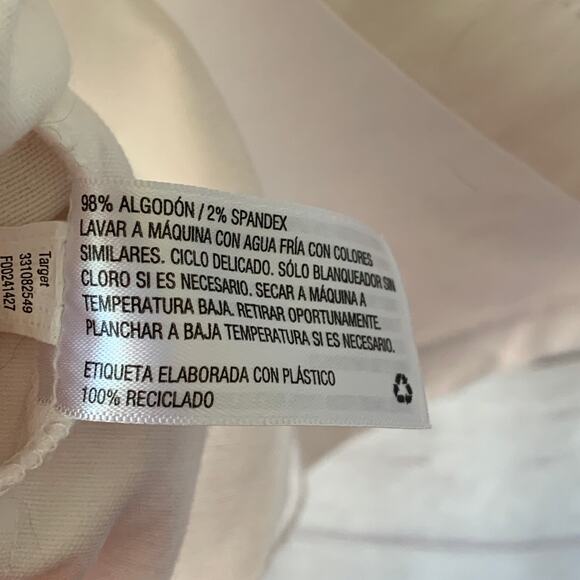 98% ALGODÓN / 2% SPANDEX
LAVAR A MÁQUINA CON AGUA FRÍA CON COLORES
SIMILARES. CICLO DELICADO. SÓLO BLANQUEADOR SIN
CLORO SI ES NECESARIO. SECAR A MÁQUINA A
TEMPERATURA BAJA. RETIRAR OPORTUNAMENTE.
PLANCHAR A BAJA TEMPERATURA SI ES NECESARIO.
ETIQUETA ELABORADA CON PLÁSTICO
100% RECICLADO
Target
331082549
F00241427